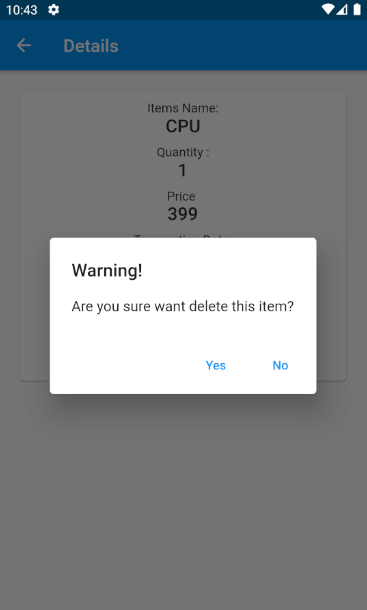 10:43
Details
Items Name:
CPU
Quantity :
1
Price
399
Warning!
Are you sure want delete this item?
Yes No